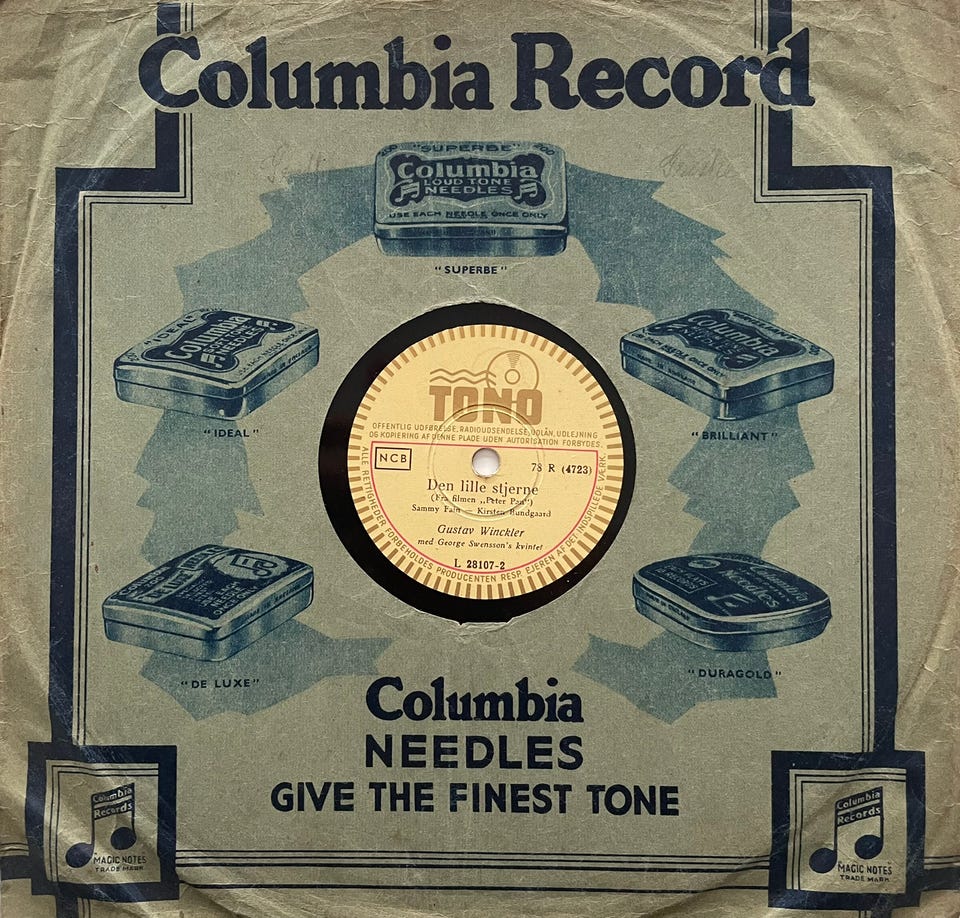 Columbia Record
"SUPERBE" 200
Columbia
LOUD TONE
NEEDLES
USE EACH NEEDLE ONCE ONLY
"SUPERBE"
"IDEAL"
Columbia
NEEDLES
"IDEAL"
Columbia
"BRILLIANT"
TONO
OFFENTLIG UDFØRELSE, RADIOUDSENDELSE, UDLÅN, UDLEJNING
OG KOPIERING AF DENNE PLADE UDEN AUTORISATION FORBYDES.
ALLE RETTIGHEDER FORBEHOLDES PRODUCENTEN RESP. EJEREN AF DET INDSPILLEDE VÆRK.
NCB
78 R (4723)
Den lille stjerne
(Fra filmen „Peter Pan")
Sammy Fain — Kirsten Bundgaard
Gustav Winckler
med George Swensson's kvintet
L 28107-2
"DE LUXE"
Columbia
Needles
"DURAGOLD"
Columbia
NEEDLES
GIVE THE FINEST TONE
Columbia
Records
MAGIC NOTES
TRADE MARK
Columbia
Records
"MAGIC NOTES"
TRADE MARK